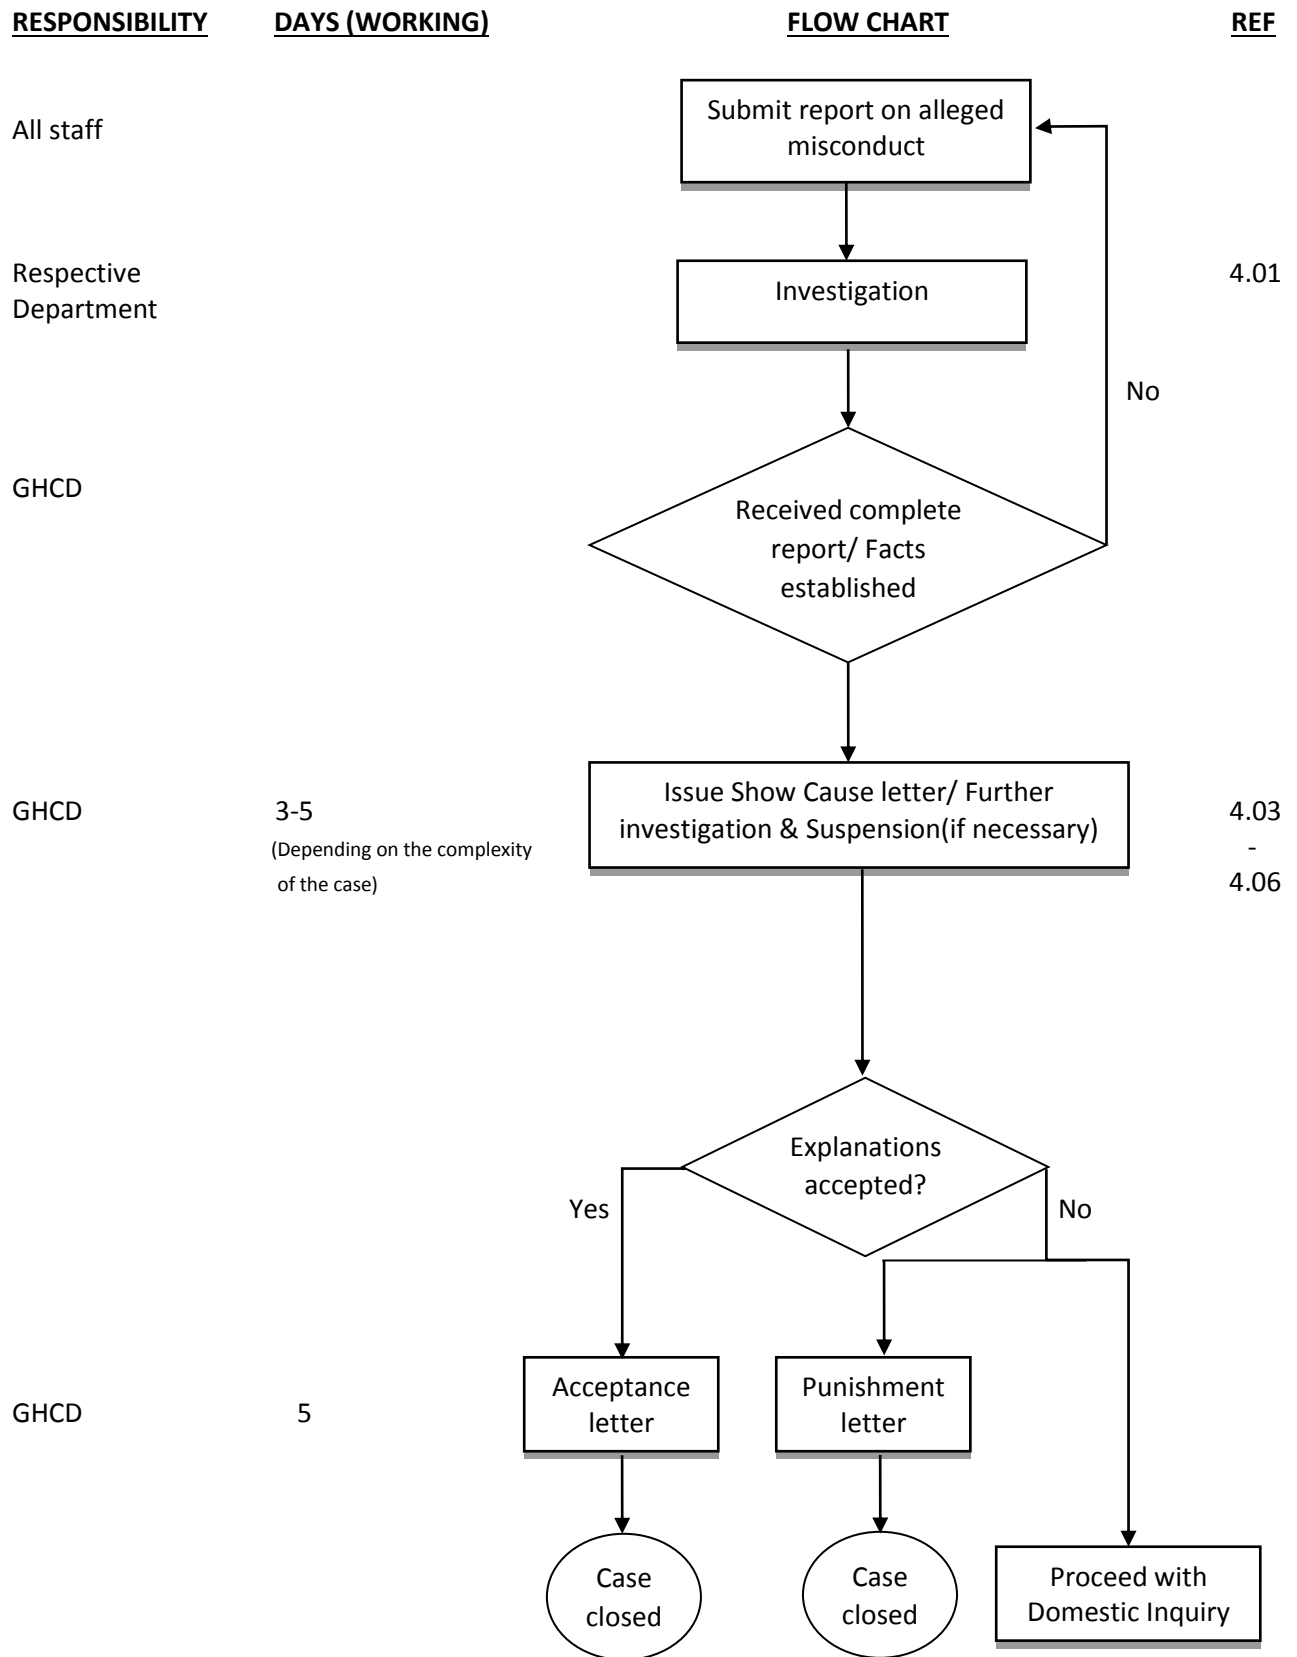 RESPONSIBILITY DAYS (WORKING) FLOW CHART REF
All staff
Submit report on alleged
misconduct
Respective
Department
Investigation
4.01
No
GHCD
Received complete
report/ Facts
established
GHCD
3-5
(Depending on the complexity
of the case)
Issue Show Cause letter/ Further
investigation & Suspension(if necessary)
4.03
-
4.06
Explanations
accepted?
Yes
No
GHCD
5
Acceptance
letter
Punishment
letter
Case
closed
Case
closed
Proceed with
Domestic Inquiry